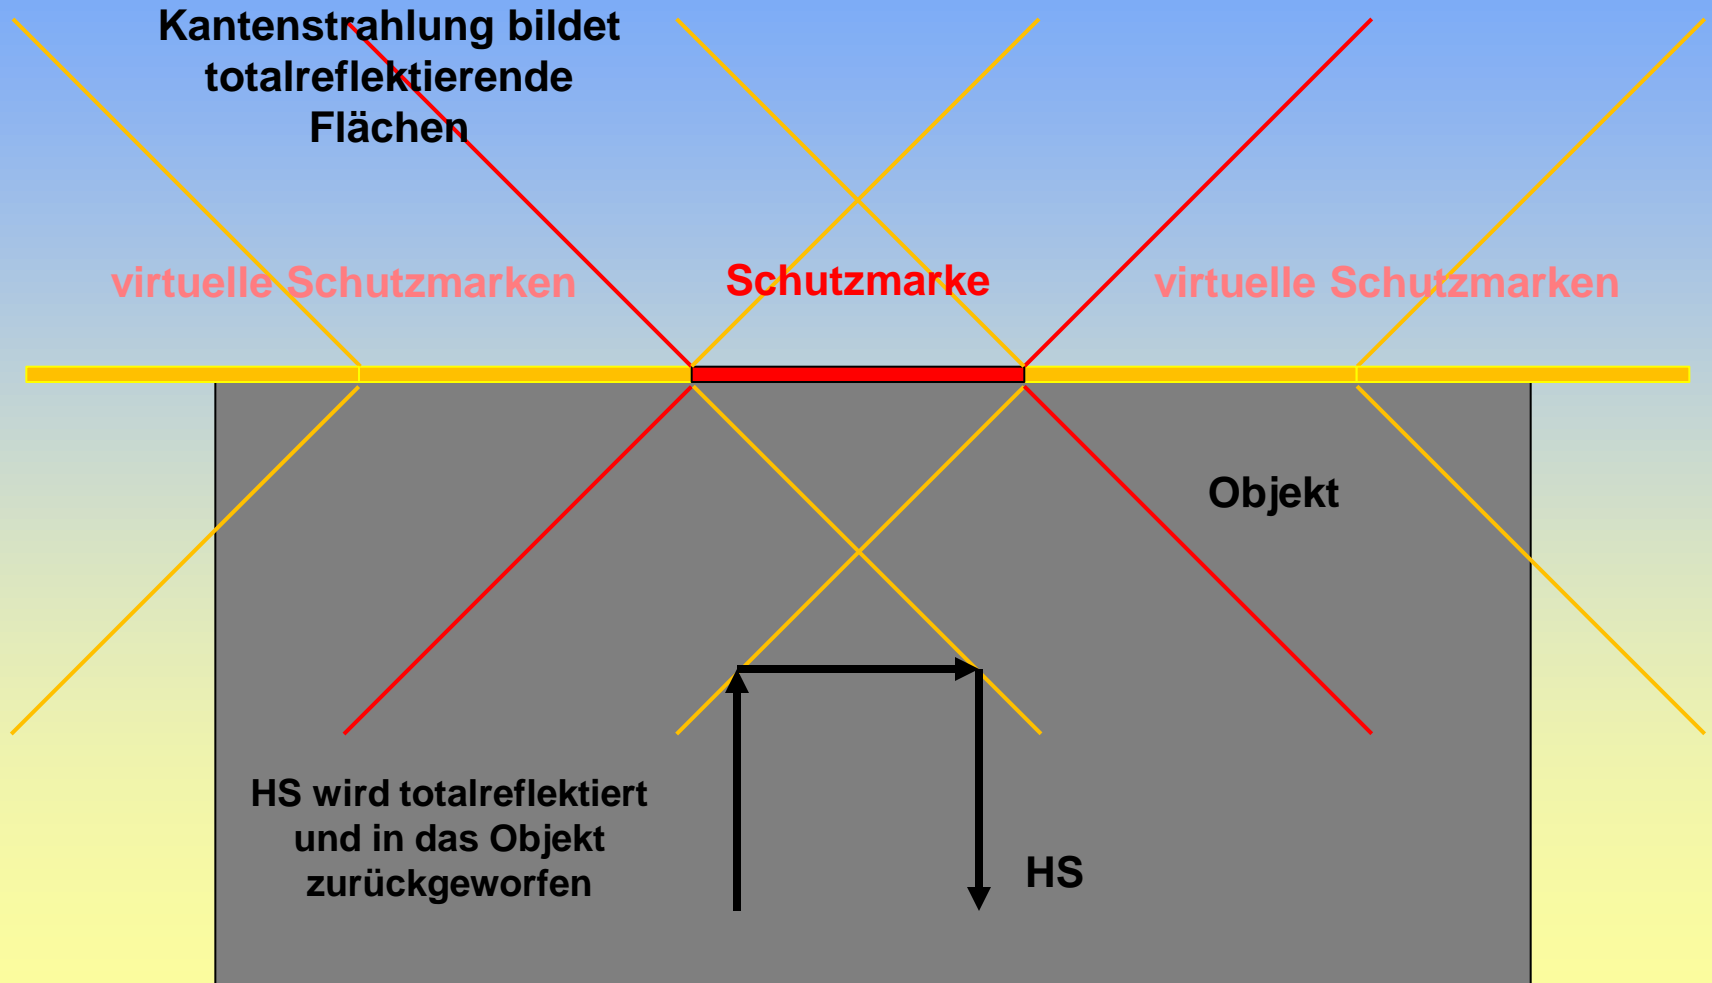 Kantenstrahlung bildet
totalreflektierende
Flächen
virtuelle Schutzmarken
Schutzmarke
virtuelle Schutzmarken
Objekt
HS wird totalreflektiert
und in das Objekt
zurückgeworfen
HS